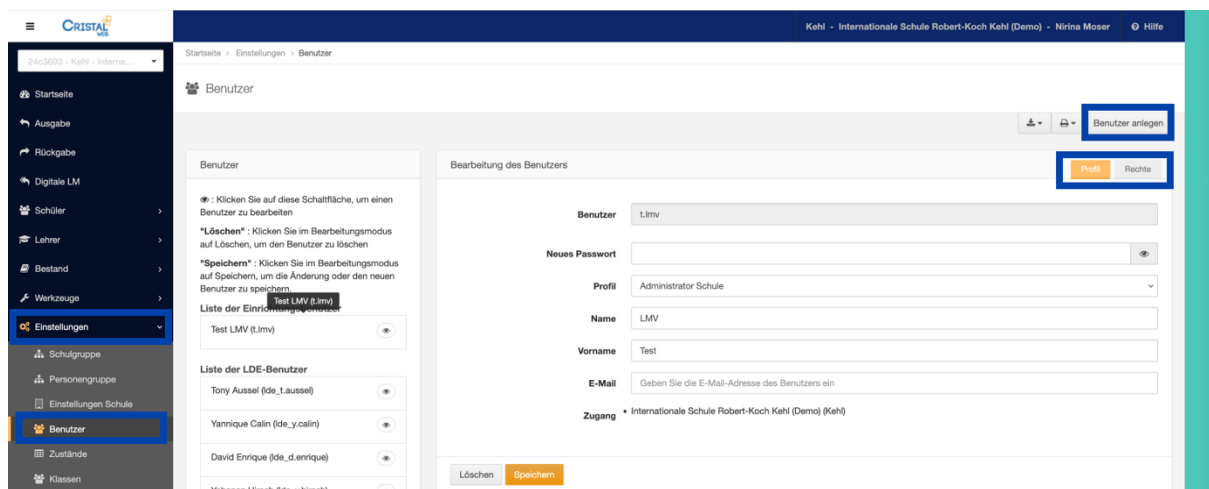 CRISTAL
WEB
Kehl - Internationale Schule Robert-Koch Kehl (Demo) - Nirina Moser
Hilfe
24c3693 - Kehl - Interna...
Startseite
Ausgabe
Rückgabe
Digitale LM
Schüler
Lehrer
Bestand
Werkzeuge
Einstellungen
Schulgruppe
Personengruppe
Einstellungen Schule
Benutzer
Zustände
Klassen
Startseite > Einstellungen > Benutzer
Benutzer
Benutzer anlegen
Benutzer
: Klicken Sie auf diese Schaltfläche, um einen
Benutzer zu bearbeiten
"Löschen" : Klicken Sie im Bearbeitungsmodus
auf Löschen, um den Benutzer zu löschen
"Speichern" : Klicken Sie im Bearbeitungsmodus
auf Speichern, um die Änderung oder den neuen
Benutzer zu speichern.
Test LMV (t.lmv)
Liste der Einrichtungsbenutzer
Test LMV (t.lmv)
Liste der LDE-Benutzer
Tony Aussel (lde_t.aussel)
Yannique Calin (lde_y.calin)
David Enrique (lde_d.enrique)
Bearbeitung des Benutzers
Profil
Rechte
Benutzer
t.lmv
Neues Passwort
Profil
Administrator Schule
Name
LMV
Vorname
Test
E-Mail
Geben Sie die E-Mail-Adresse des Benutzers ein
Zugang
• Internationale Schule Robert-Koch Kehl (Demo) (Kehl)
Löschen
Speichern